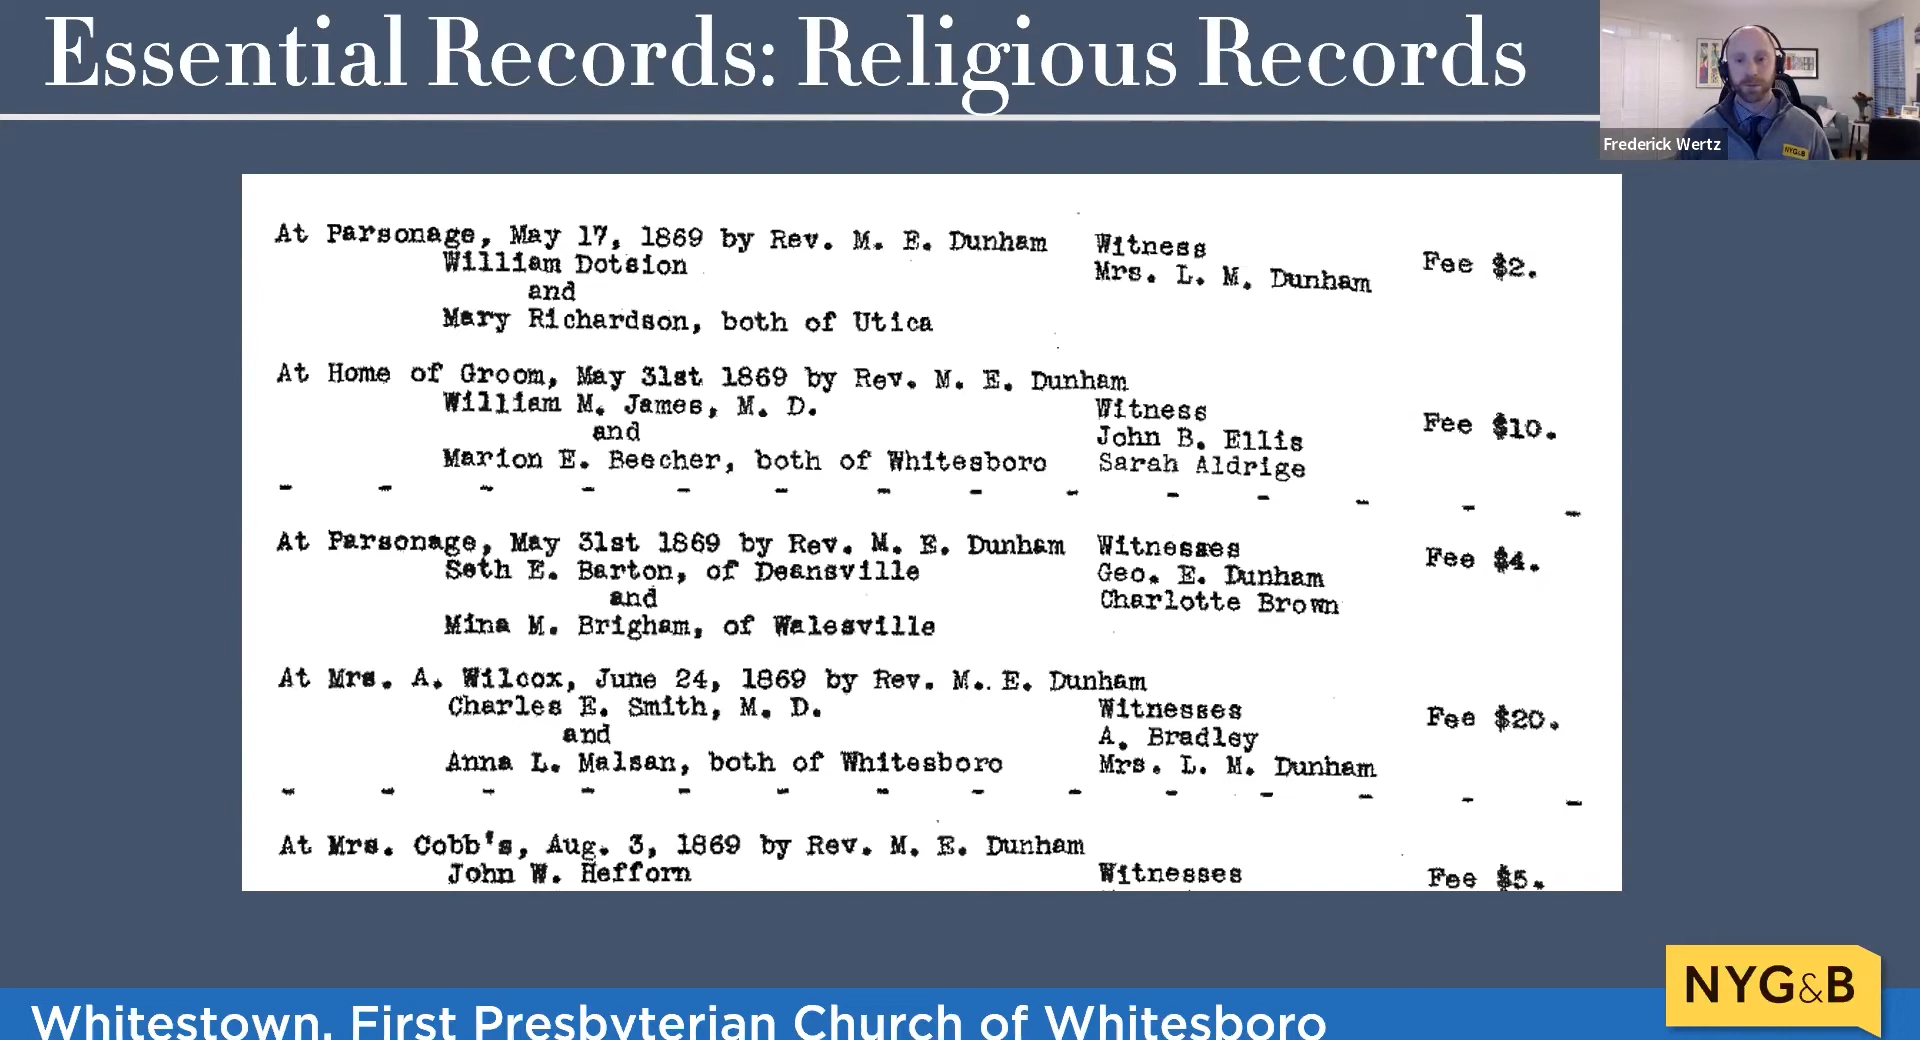 Essential Records: Religious Records
Frederick Wertz
NYG&B
At Parsonage, May 17, 1869 by Rev. M. E. Dunham
William Dotsion
and
Mary Richardson, both of Utica
Witness
Mrs. L. M. Dunham
Fee $2.
At Home of Groom, May 31st 1869 by Rev. M. E. Dunham
William M. James, M. D.
and
Marion E. Beecher, both of Whitesboro
Witness
John B. Ellis
Sarah Aldrige
Fee $10.
- - - - - - - - - - - - - -
At Parsonage, May 31st 1869 by Rev. M. E. Dunham
Seth E. Barton, of Deansville
and
Mina M. Brigham, of Walesville
Witnesses
Geo. E. Dunham
Charlotte Brown
Fee $4.
At Mrs. A. Wilcox, June 24, 1869 by Rev. M. E. Dunham
Charles E. Smith, M. D.
and
Anna L. Malsan, both of Whitesboro
Witnesses
A. Bradley
Mrs. L. M. Dunham
Fee $20.
- - - - - - - - - - - - - -
At Mrs. Cobb's, Aug. 3, 1869 by Rev. M. E. Dunham
John W. Hefforn
Witnesses
Fee $5.
NYG&B
Whitestown, First Presbyterian Church of Whitesboro